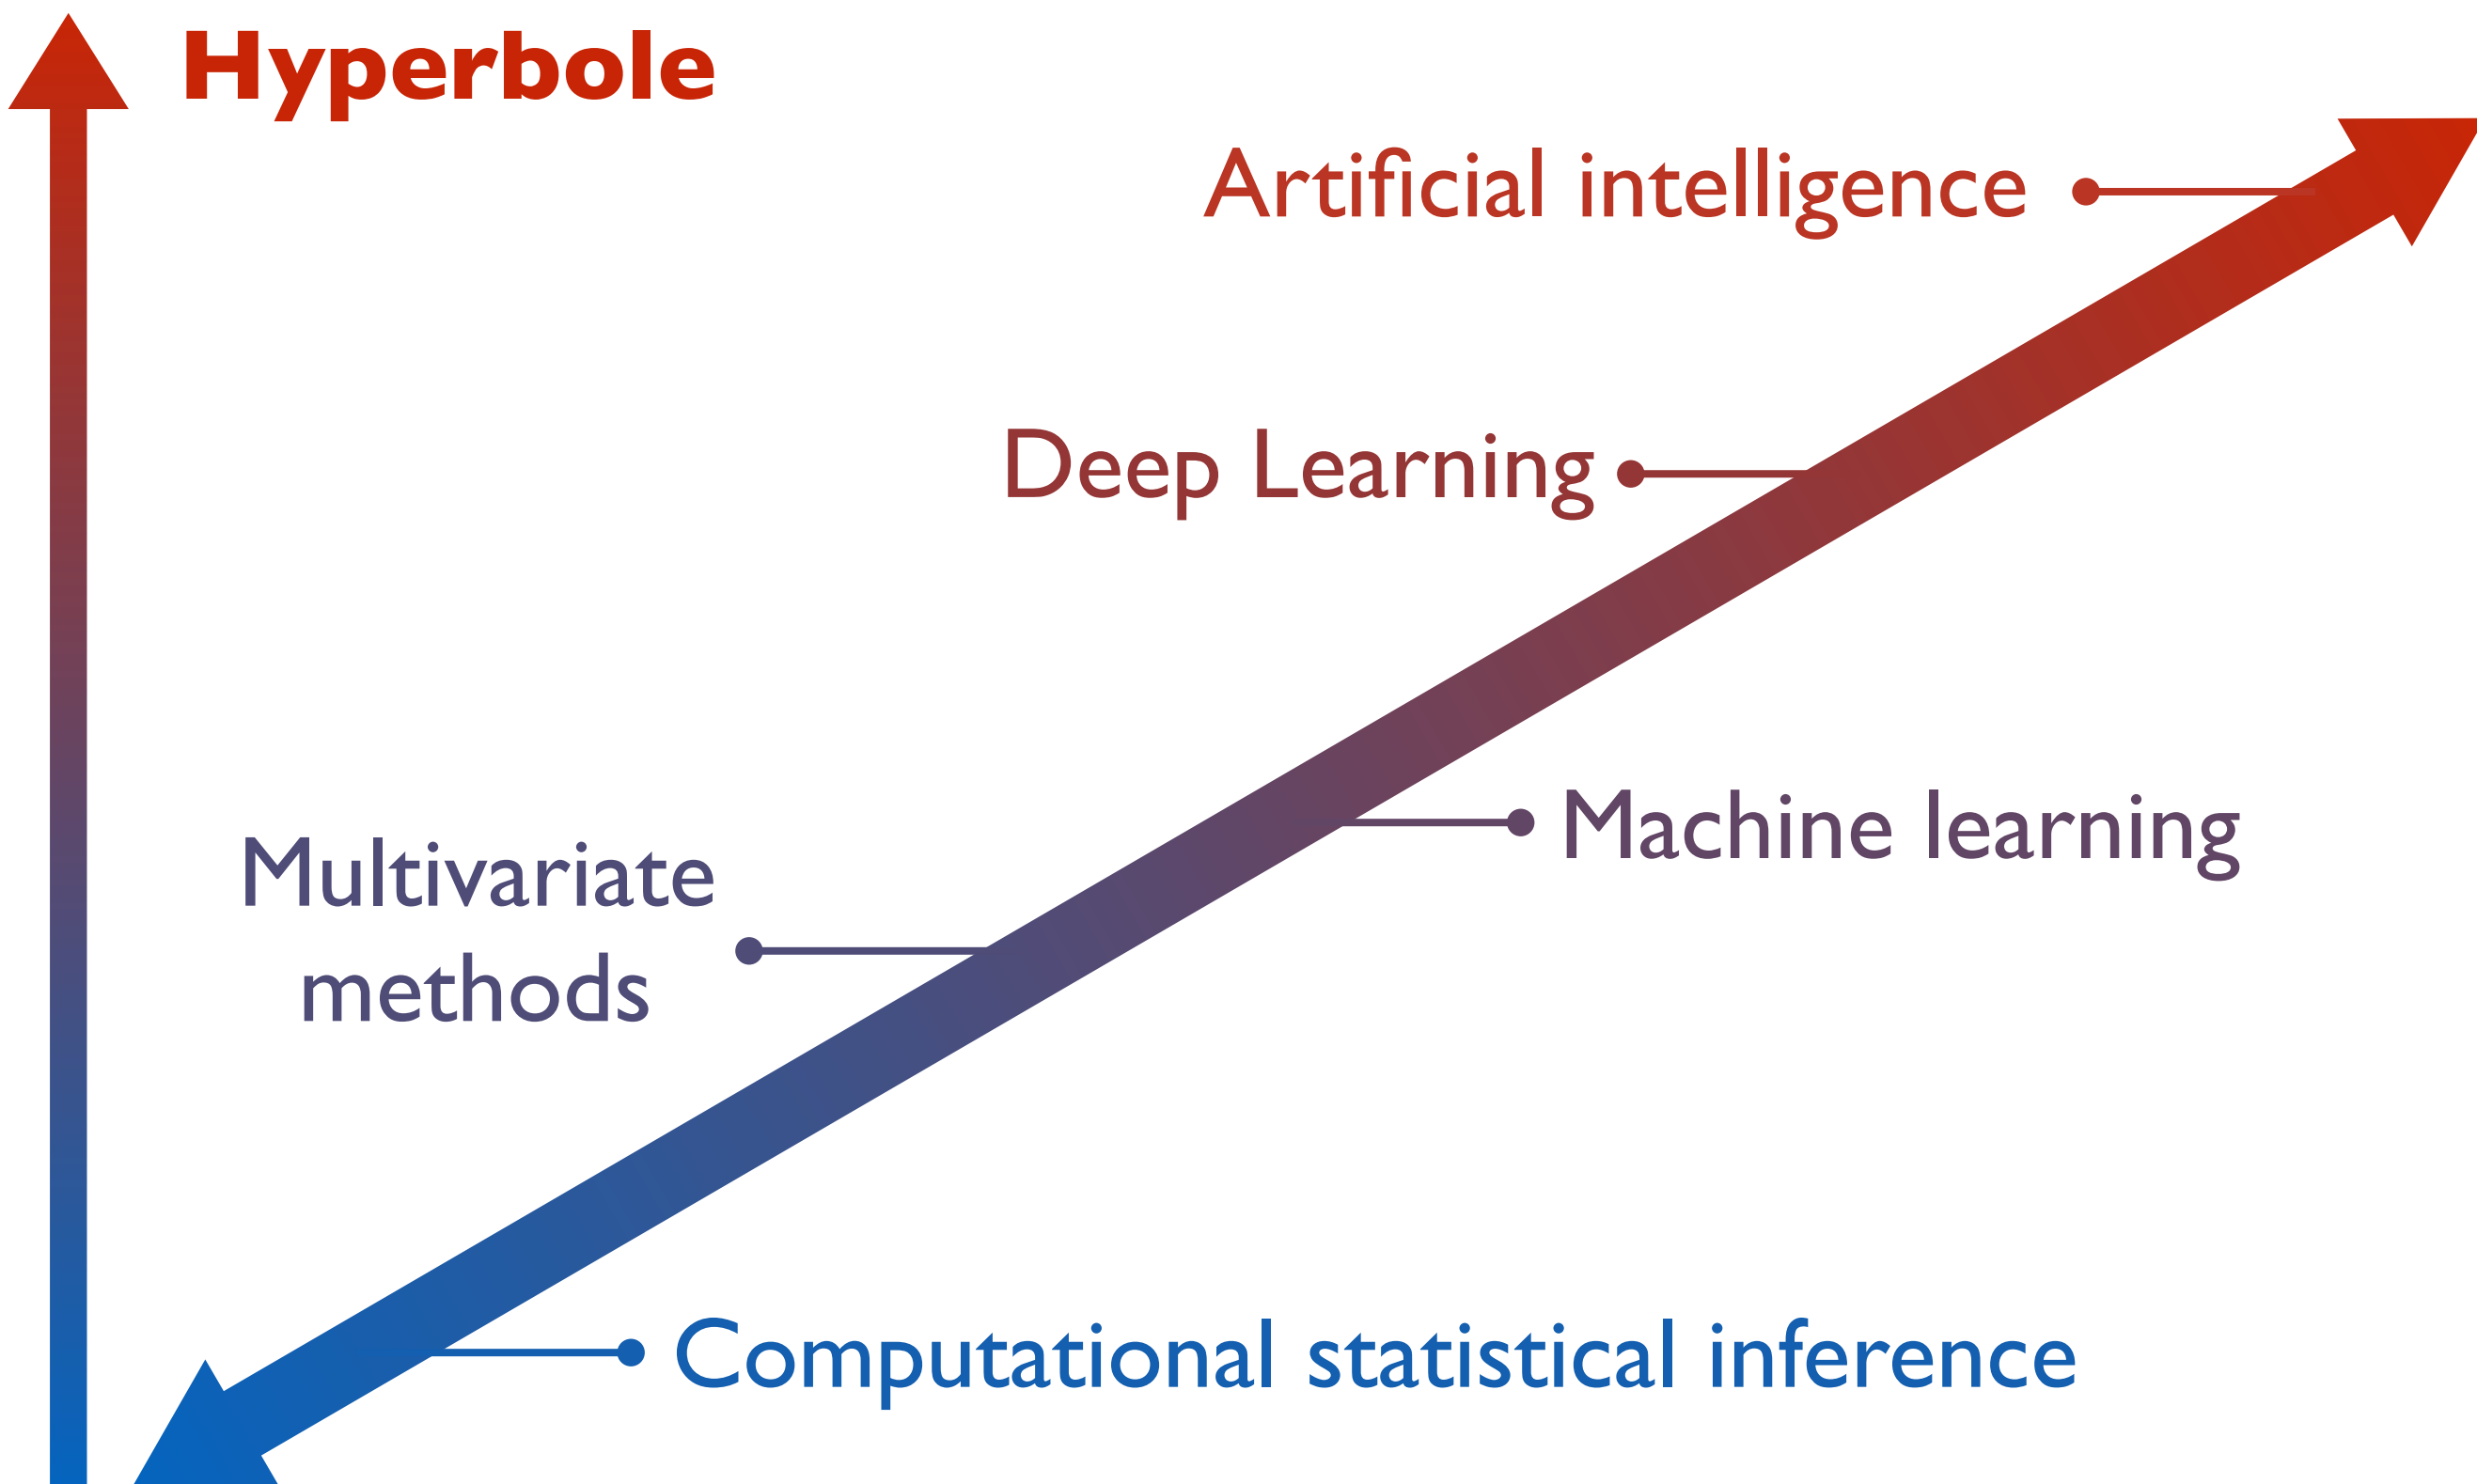 Hyperbole
Artificial intelligence
Deep Learning
Machine learning
Multivariate
methods
Computational statistical inference